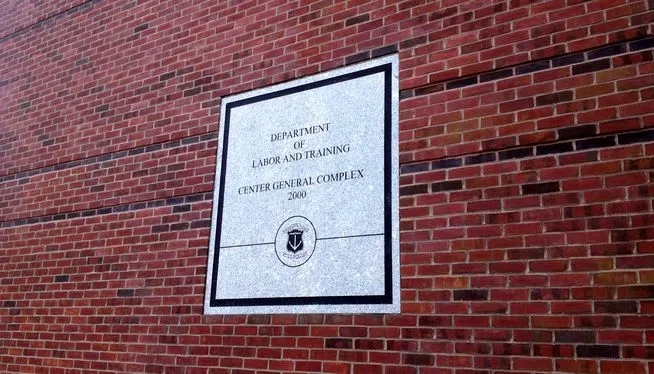 DEPARTMENT
OF
LABOR AND TRAINING
CENTER GENERAL COMPLEX
2000